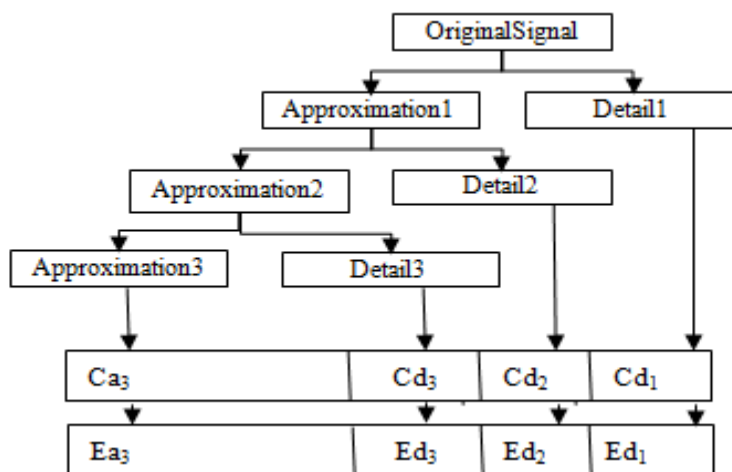 OriginalSignal
Approximation1 Detail1
Approximation2 Detail2
Approximation3 Detail3
Ca₃ Cd₃ Cd₂ Cd₁
Ea₃ Ed₃ Ed₂ Ed₁